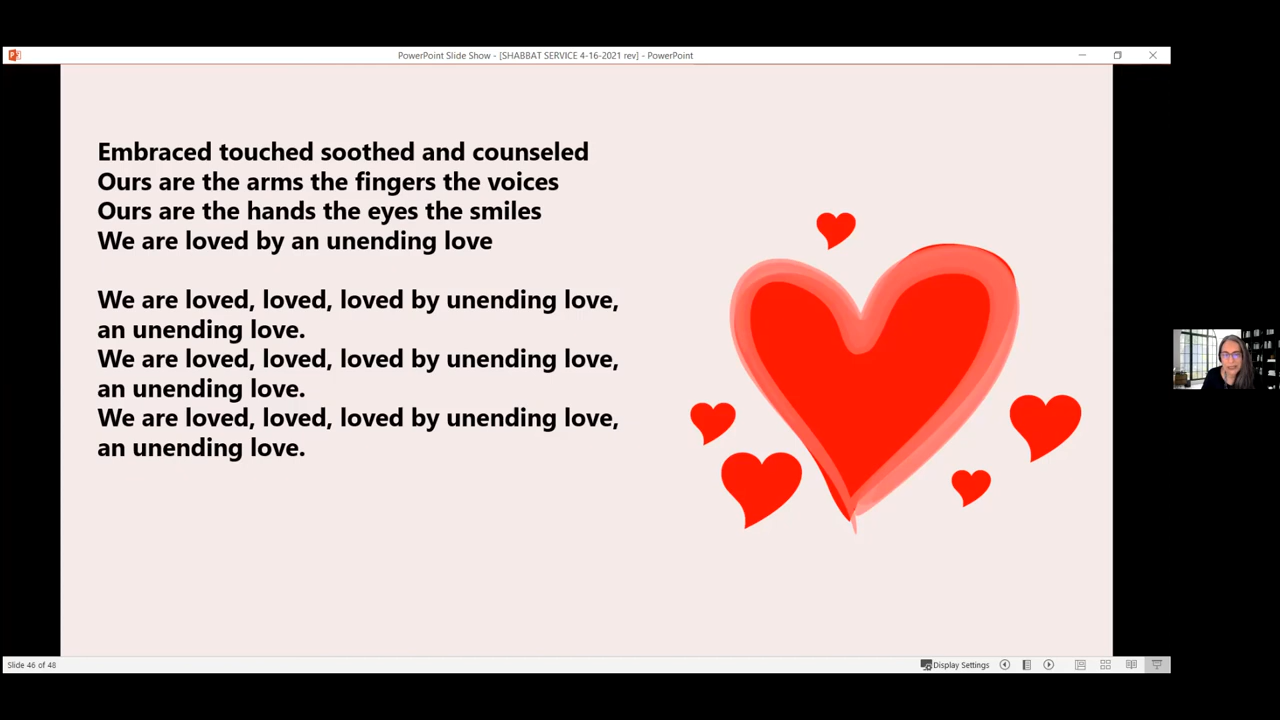 PowerPoint Slide Show - [SHABBAT SERVICE 4-16-2021 rev] - PowerPoint
Embraced touched soothed and counseled
Ours are the arms the fingers the voices
Ours are the hands the eyes the smiles
We are loved by an unending love
We are loved, loved, loved by unending love,
an unending love.
We are loved, loved, loved by unending love,
an unending love.
We are loved, loved, loved by unending love,
an unending love.
Slide 46 of 48
Display Settings